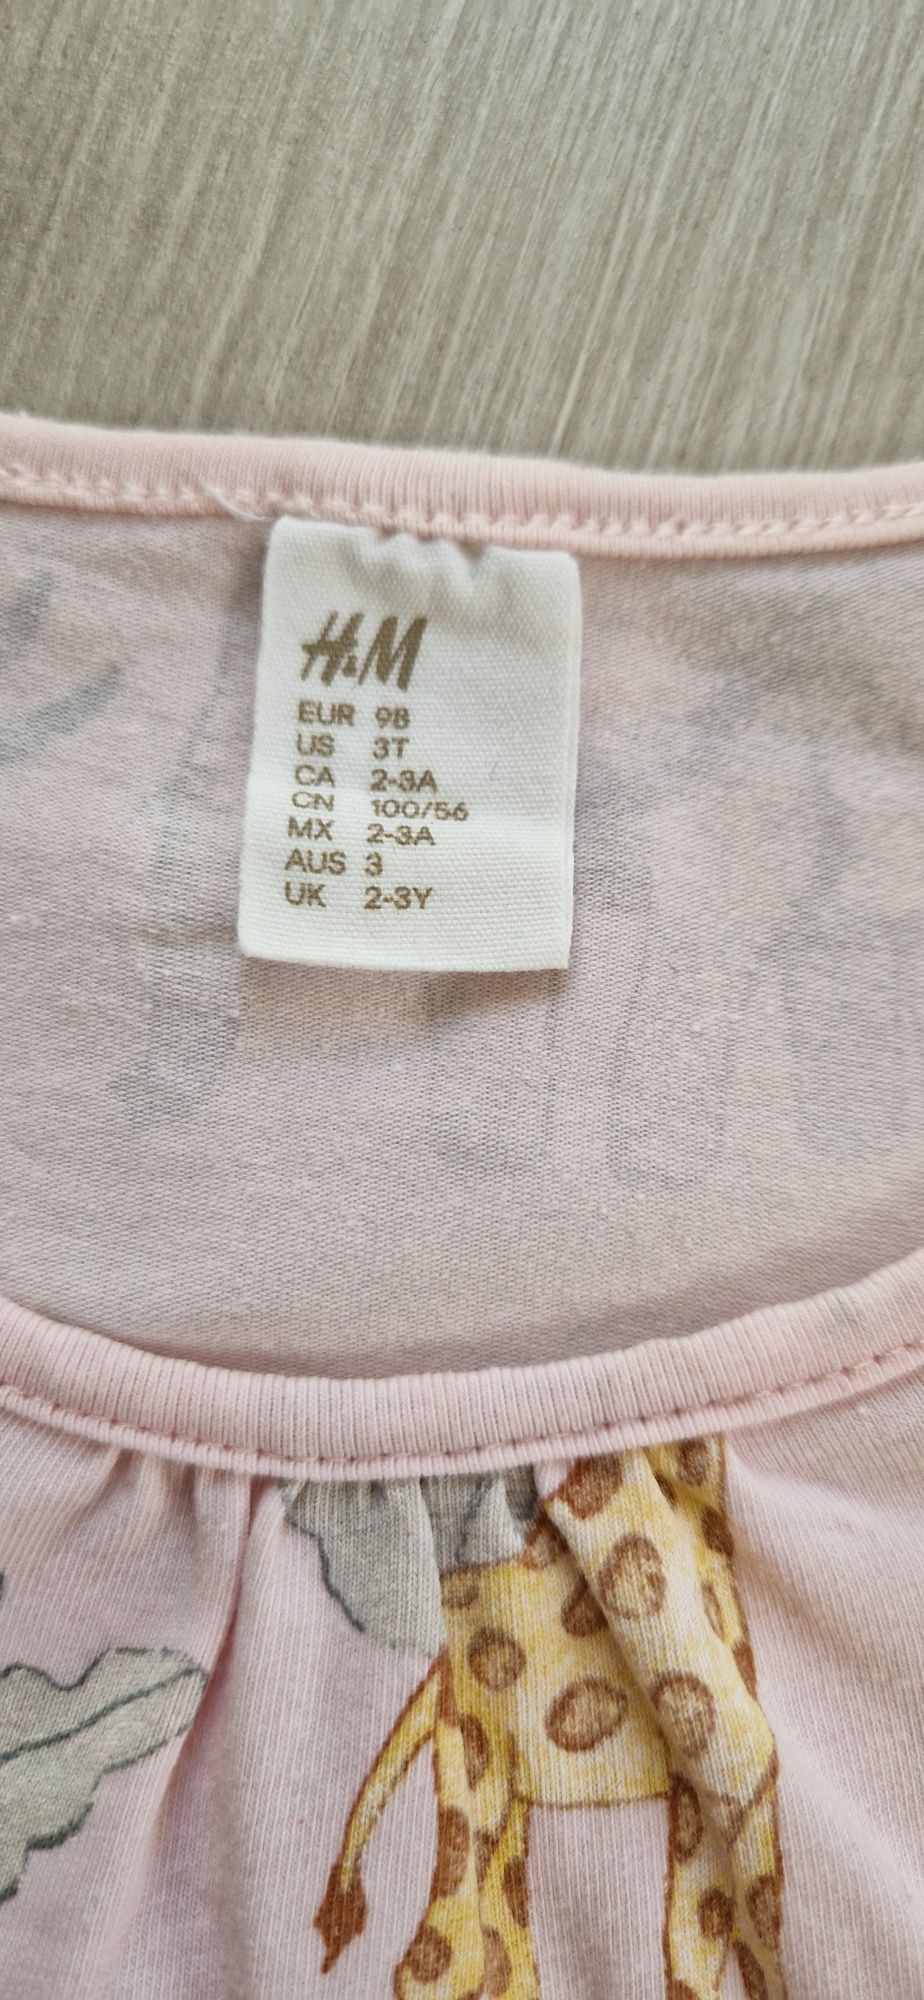 H&M
EUR 98
US 3T
CA 2-3A
CN 100/56
MX 2-3A
AUS 3
UK 2-3Y